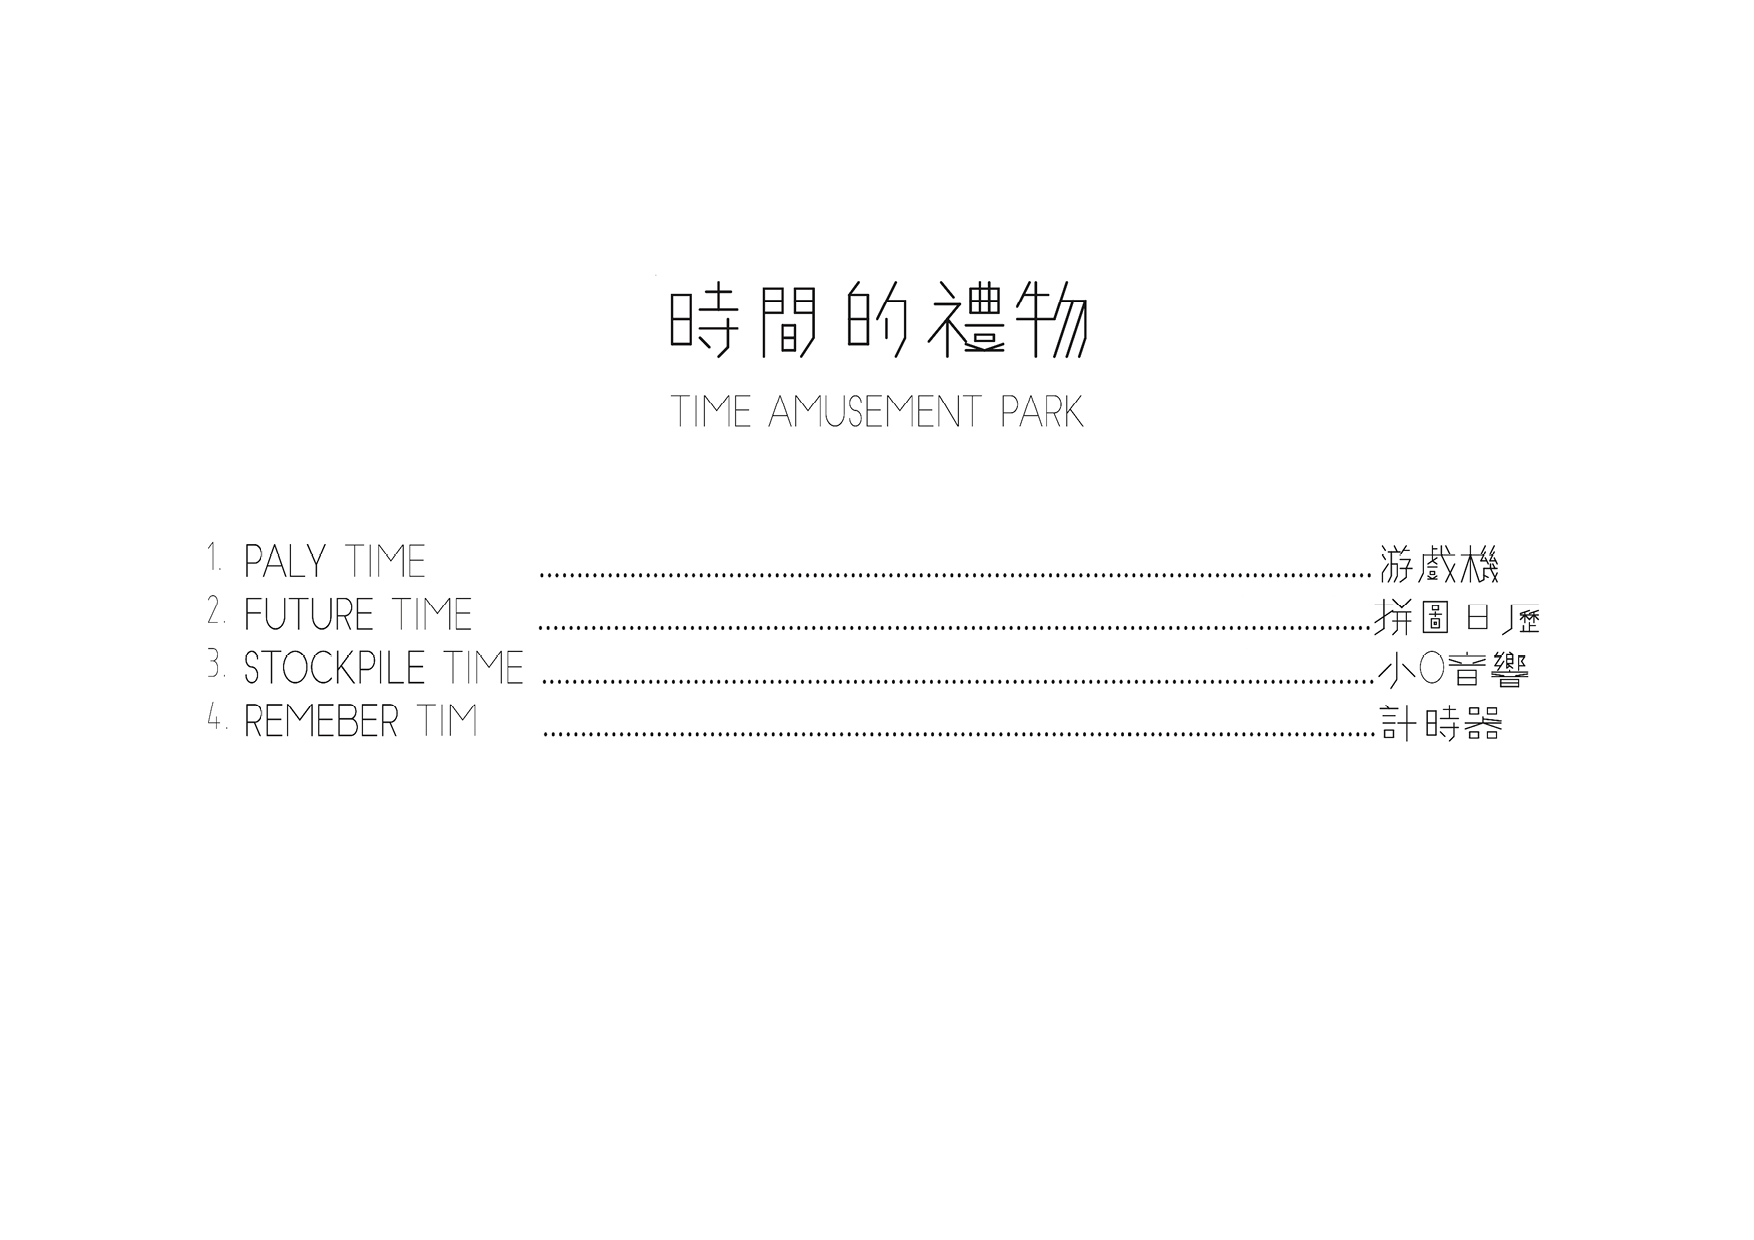 時間的禮物
TIME AMUSEMENT PARK
1. PALY TIME ........................ 游戲機
2. FUTURE TIME ........................ 拼圖日歷
3. STOCKPILE TIME ........................ 小O音響
4. REMEBER TIM ........................ 計時器